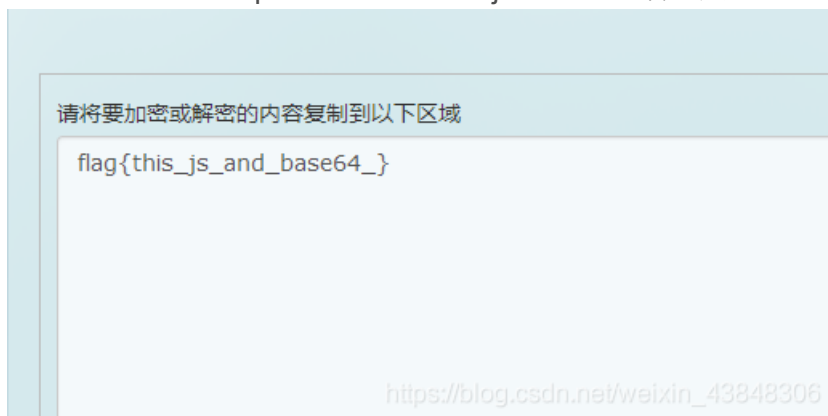 请将要加密或解密的内容复制到以下区域
flag{this_js_and_base64_}
https://blog.csdn.net/weixin_43848306